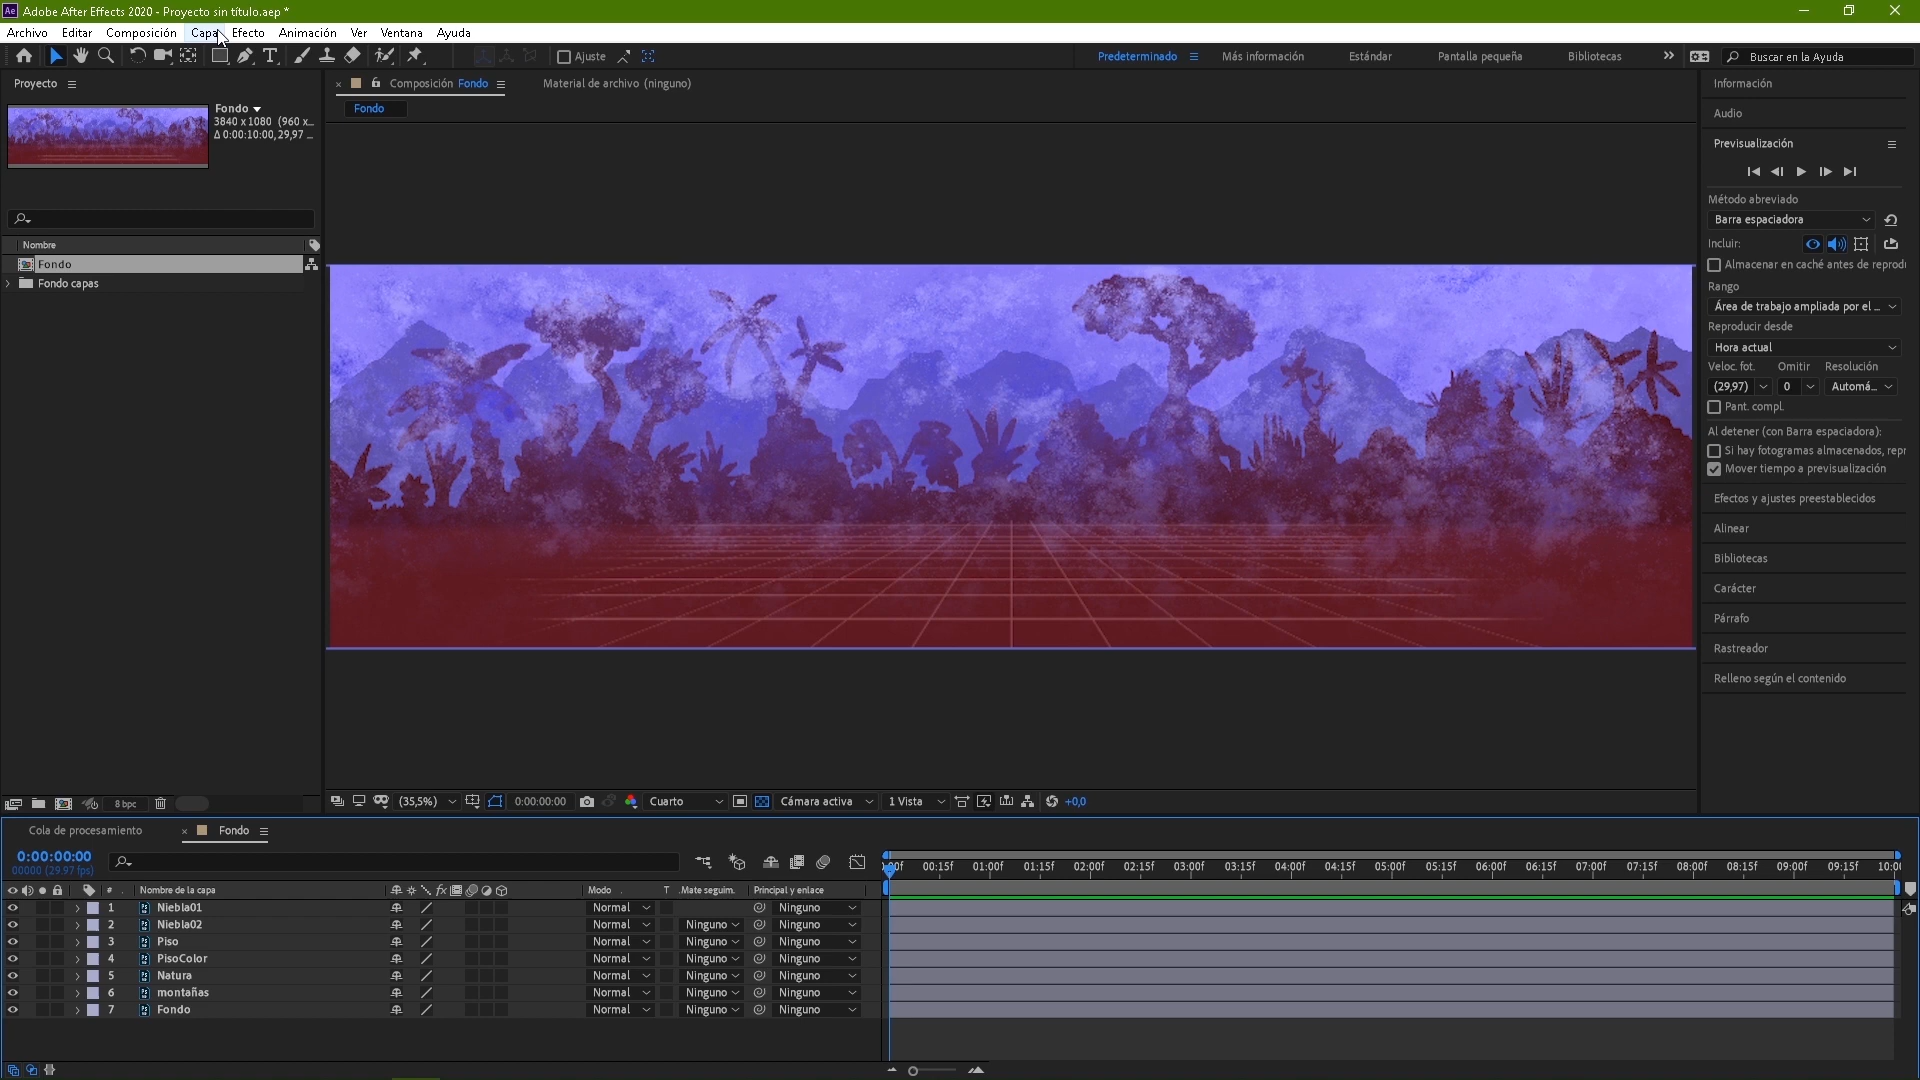 Adobe After Effects 2020 - Proyecto sin título.aep *
Archivo Editar Composición Capa Efecto Animación Ver Ventana Ayuda
Ajuste Predeterminado Más información Estándar Pantalla pequeña Bibliotecas Buscar en la Ayuda
Proyecto
Fondo
3840 x 1080 (960 x...
Δ 0:00:10:00, 29,97 ...
Nombre
Fondo
Fondo capas
8 bpc
Composición Fondo Material de archivo (ninguno)
Fondo
(35,5%) 0:00:00:00 Cuarto Cámara activa 1 Vista +0,0
Información
Audio
Previsualización
Método abreviado
Barra espaciadora
Incluir:
Almacenar en caché antes de reprodu
Rango
Área de trabajo ampliada por el ...
Reproducir desde
Hora actual
Veloc. fot. Omitir Resolución
(29,97) 0 Automá...
Pant. compl.
Al detener (con Barra espaciadora):
Si hay fotogramas almacenados, repr
Mover tiempo a previsualización
Efectos y ajustes preestablecidos
Alinear
Bibliotecas
Carácter
Párrafo
Rastreador
Relleno según el contenido
Cola de procesamiento Fondo
0:00:00:00
00000 (29.97 fps)
:00f 00:15f 01:00f 01:15f 02:00f 02:15f 03:00f 03:15f 04:00f 04:15f 05:00f 05:15f 06:00f 06:15f 07:00f 07:15f 08:00f 08:15f 09:00f 09:15f 10:00
# Nombre de la capa Modo T .Mate seguim. Principal y enlace
1 Niebla01 Normal Ninguno
2 Niebla02 Normal Ninguno Ninguno
3 Piso Normal Ninguno Ninguno
4 PisoColor Normal Ninguno Ninguno
5 Natura Normal Ninguno Ninguno
6 montañas Normal Ninguno Ninguno
7 Fondo Normal Ninguno Ninguno